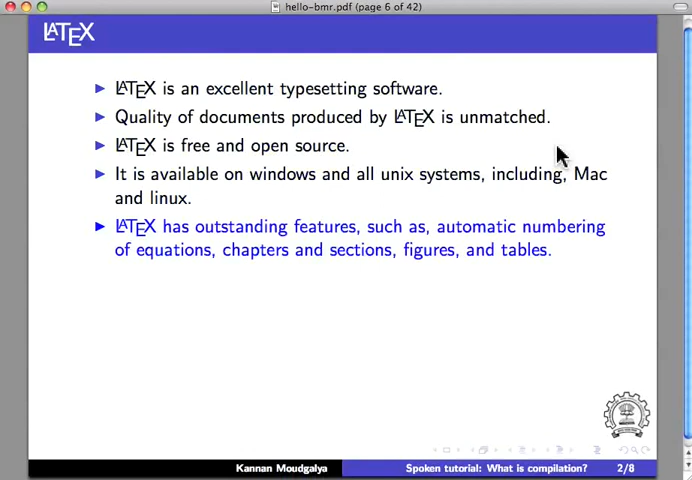 hello-bmr.pdf (page 6 of 42)
LATEX
LATEX is an excellent typesetting software.
Quality of documents produced by LATEX is unmatched.
LATEX is free and open source.
It is available on windows and all unix systems, including, Mac
and linux.
LATEX has outstanding features, such as, automatic numbering
of equations, chapters and sections, figures, and tables.
Kannan Moudgalya
Spoken tutorial: What is compilation?
2/8